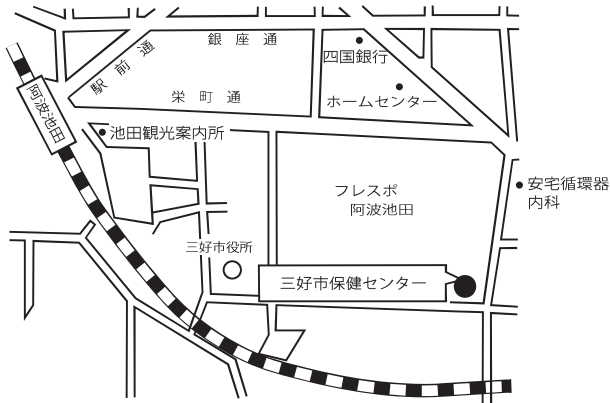 銀座通
駅前通
四国銀行
ホームセンター
栄町通
阿波池田
池田観光案内所
フレスポ
阿波池田
安宅循環器
内科
三好市役所
三好市保健センター